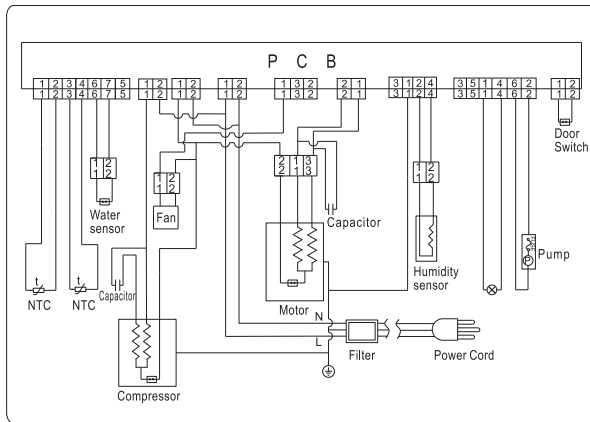 P C B
1 2 3 4 6 7 5
1 2 3 4 6 7 5
1 2
1 2
1 2
1 2
1 2
1 2
1 3 2
1 3 2
2 1
2 1
3 1 2 4
3 1 2 4
3 5 1 4 6 2
3 5 1 4 6 2
1 2
1 2
Door
Switch
1 2
1 2
Water
sensor
1 2
1 2
Fan
2 1 3
2 1 3
Capacitor
1 2
1 2
Humidity
sensor
P
Pump
t
NTC
t
NTC
Capacitor
Motor
N
L
Filter
Power Cord
Compressor